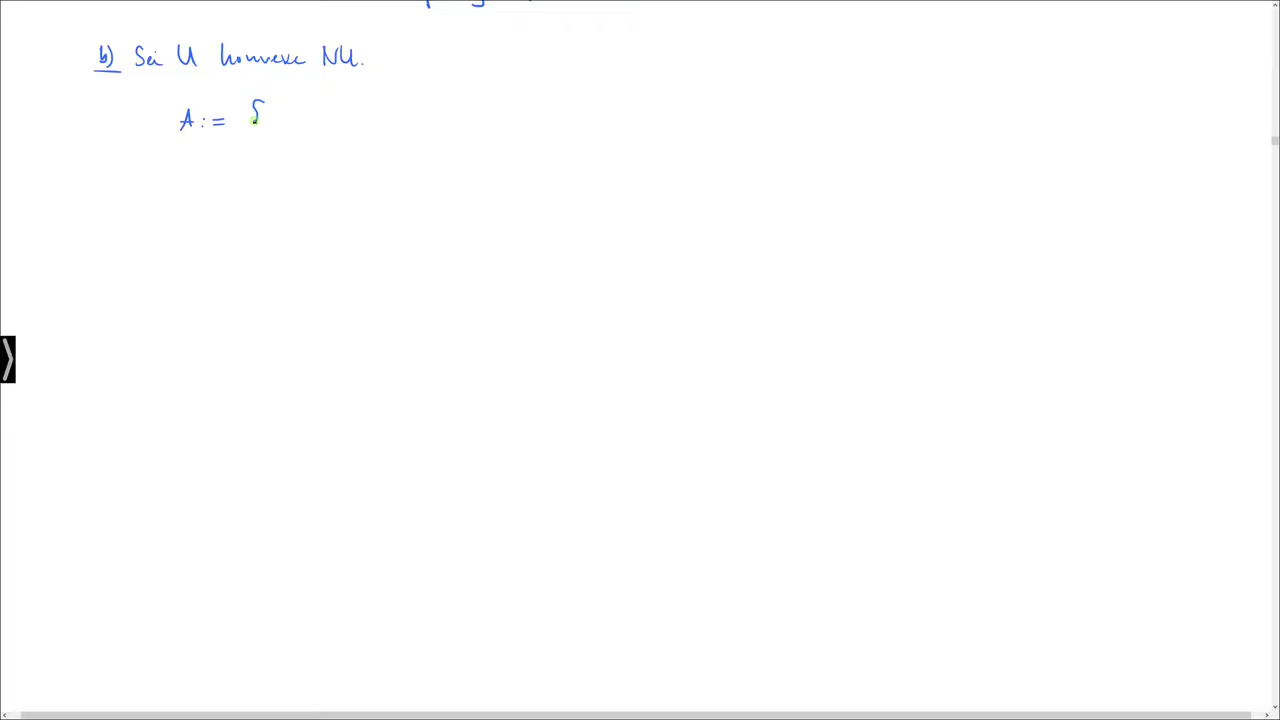 b) Sei U konvexe NU.
A :=